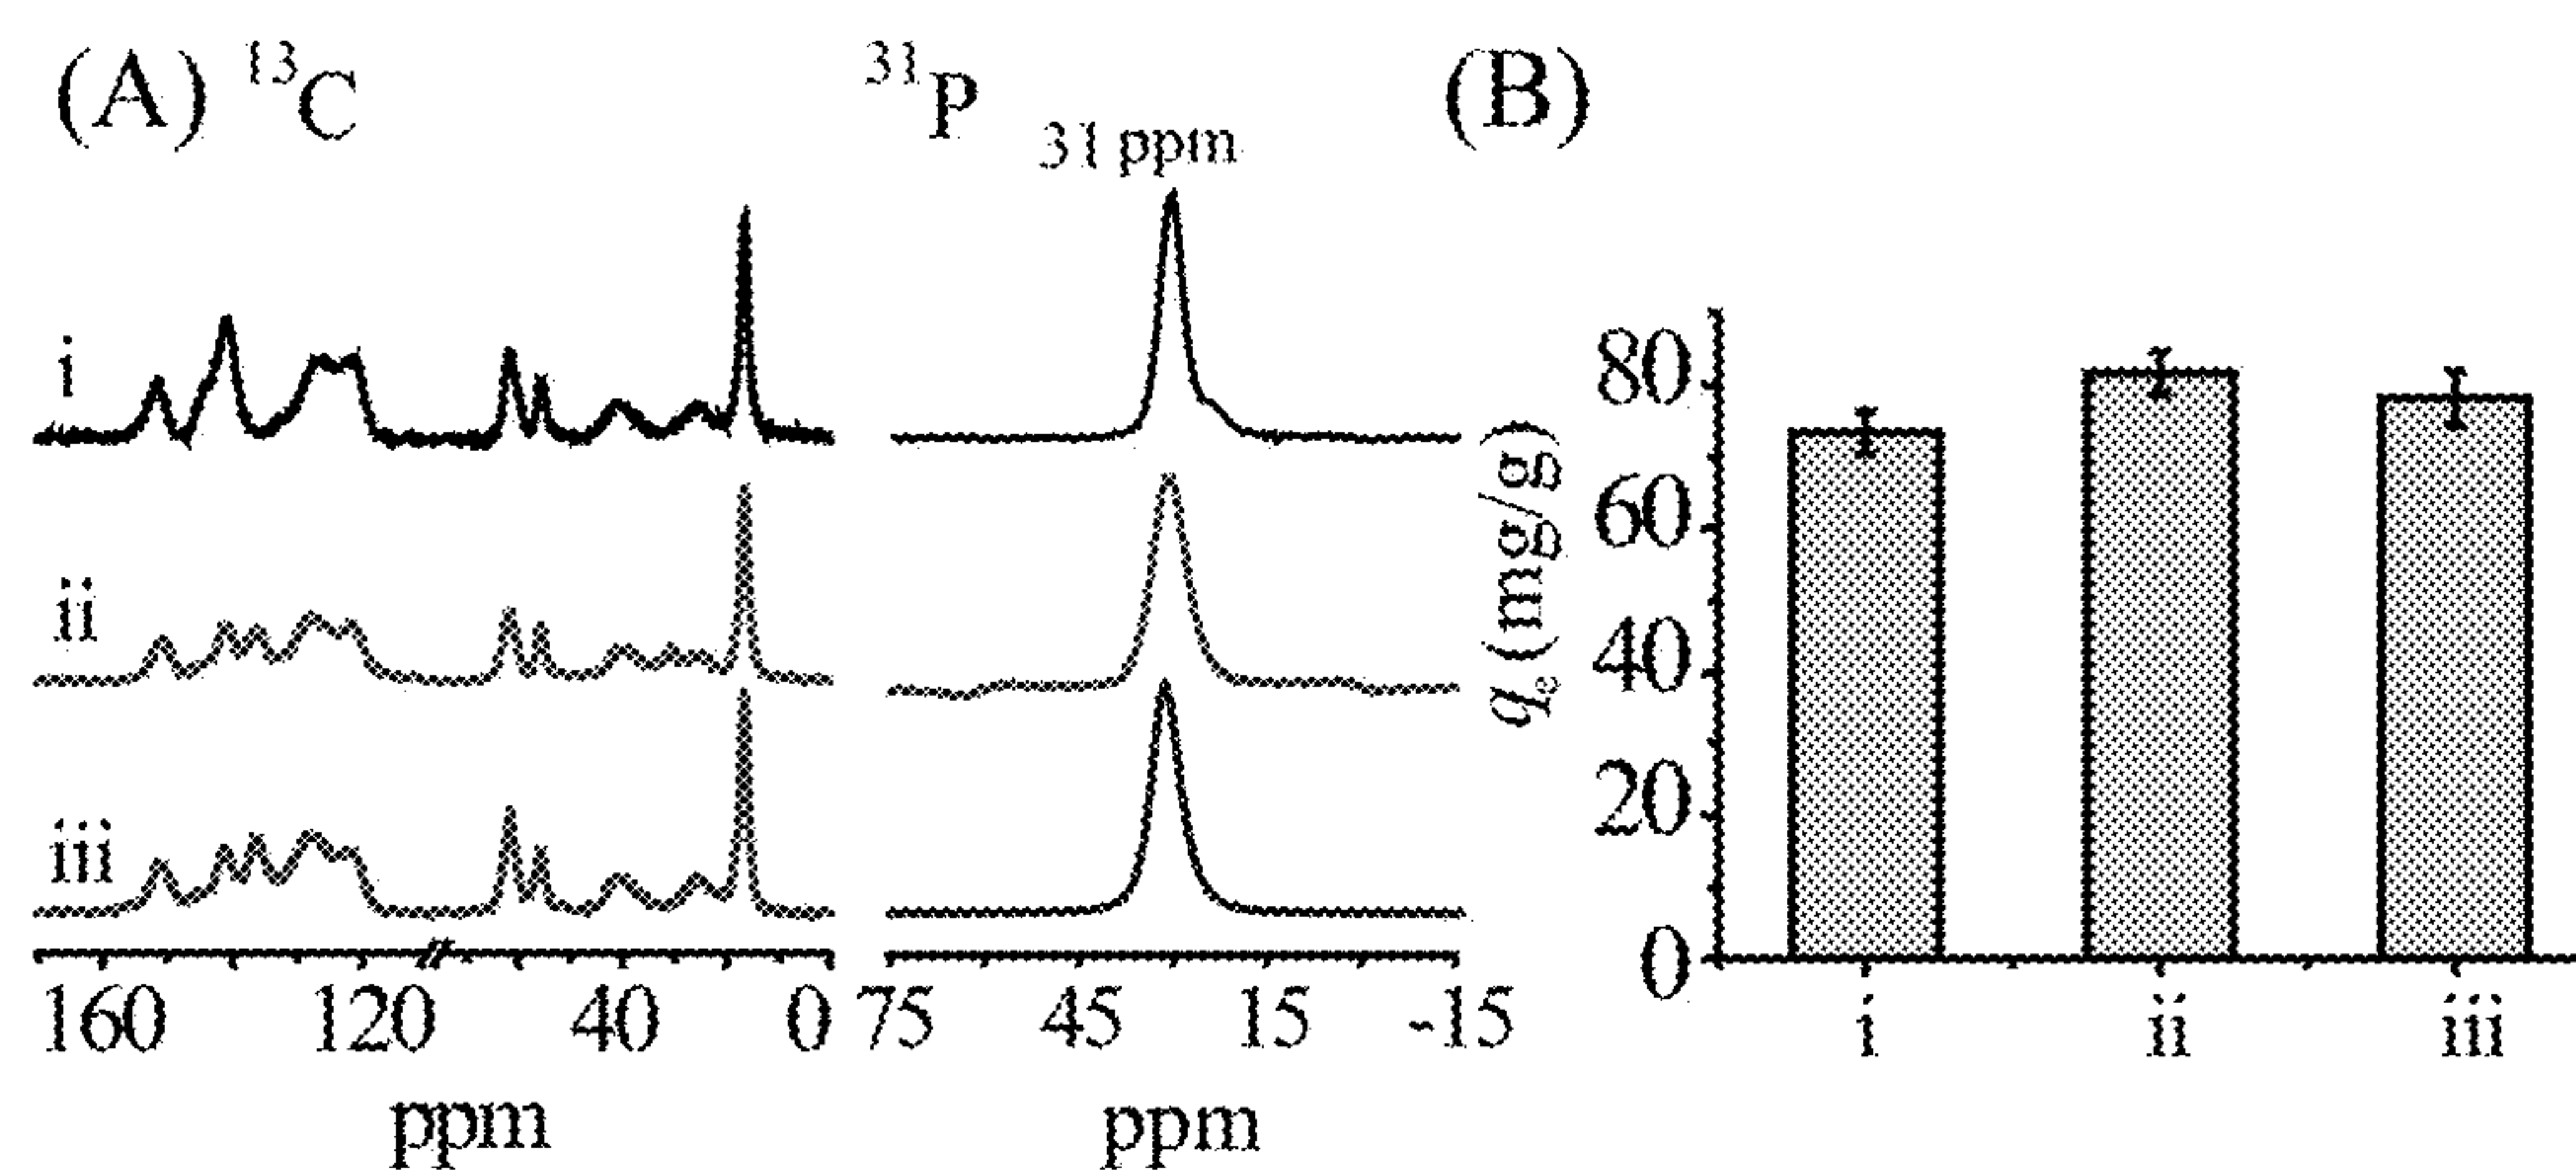 (A) ¹³C
³¹P
31 ppm
(B)
i
ii
iii
160 120 40 0
ppm
75 45 15 -15
ppm
qₑ (mg/g)
80
60
40
20
0
i ii iii